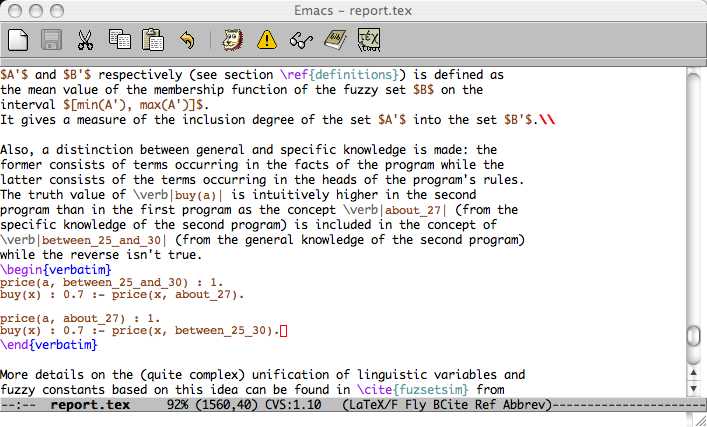 Emacs – report.tex
TEX
$A'$ and $B'$ respectively (see section \ref{definitions}) is defined as
the mean value of the membership function of the fuzzy set $B$ on the
interval $[min(A'), max(A')]$.
It gives a measure of the inclusion degree of the set $A'$ into the set $B'$.\\
Also, a distinction between general and specific knowledge is made: the
former consists of terms occurring in the facts of the program while the
latter consists of the terms occurring in the heads of the program's rules.
The truth value of \verb|buy(a)| is intuitively higher in the second
program than in the first program as the concept \verb|about_27| (from the
specific knowledge of the second program) is included in the concept of
\verb|between_25_and_30| (from the general knowledge of the second program)
while the reverse isn't true.
\begin{verbatim}
price(a, between_25_and_30) : 1.
buy(x) : 0.7 :- price(x, about_27).
price(a, about_27) : 1.
buy(x) : 0.7 :- price(x, between_25_30).
\end{verbatim}
More details on the (quite complex) unification of linguistic variables and
fuzzy constants based on this idea can be found in \cite{fuzsetsim} from
--:-- report.tex 92% (1560,40) CVS:1.10 (LaTeX/F Fly BCite Ref Abbrev)----------------------